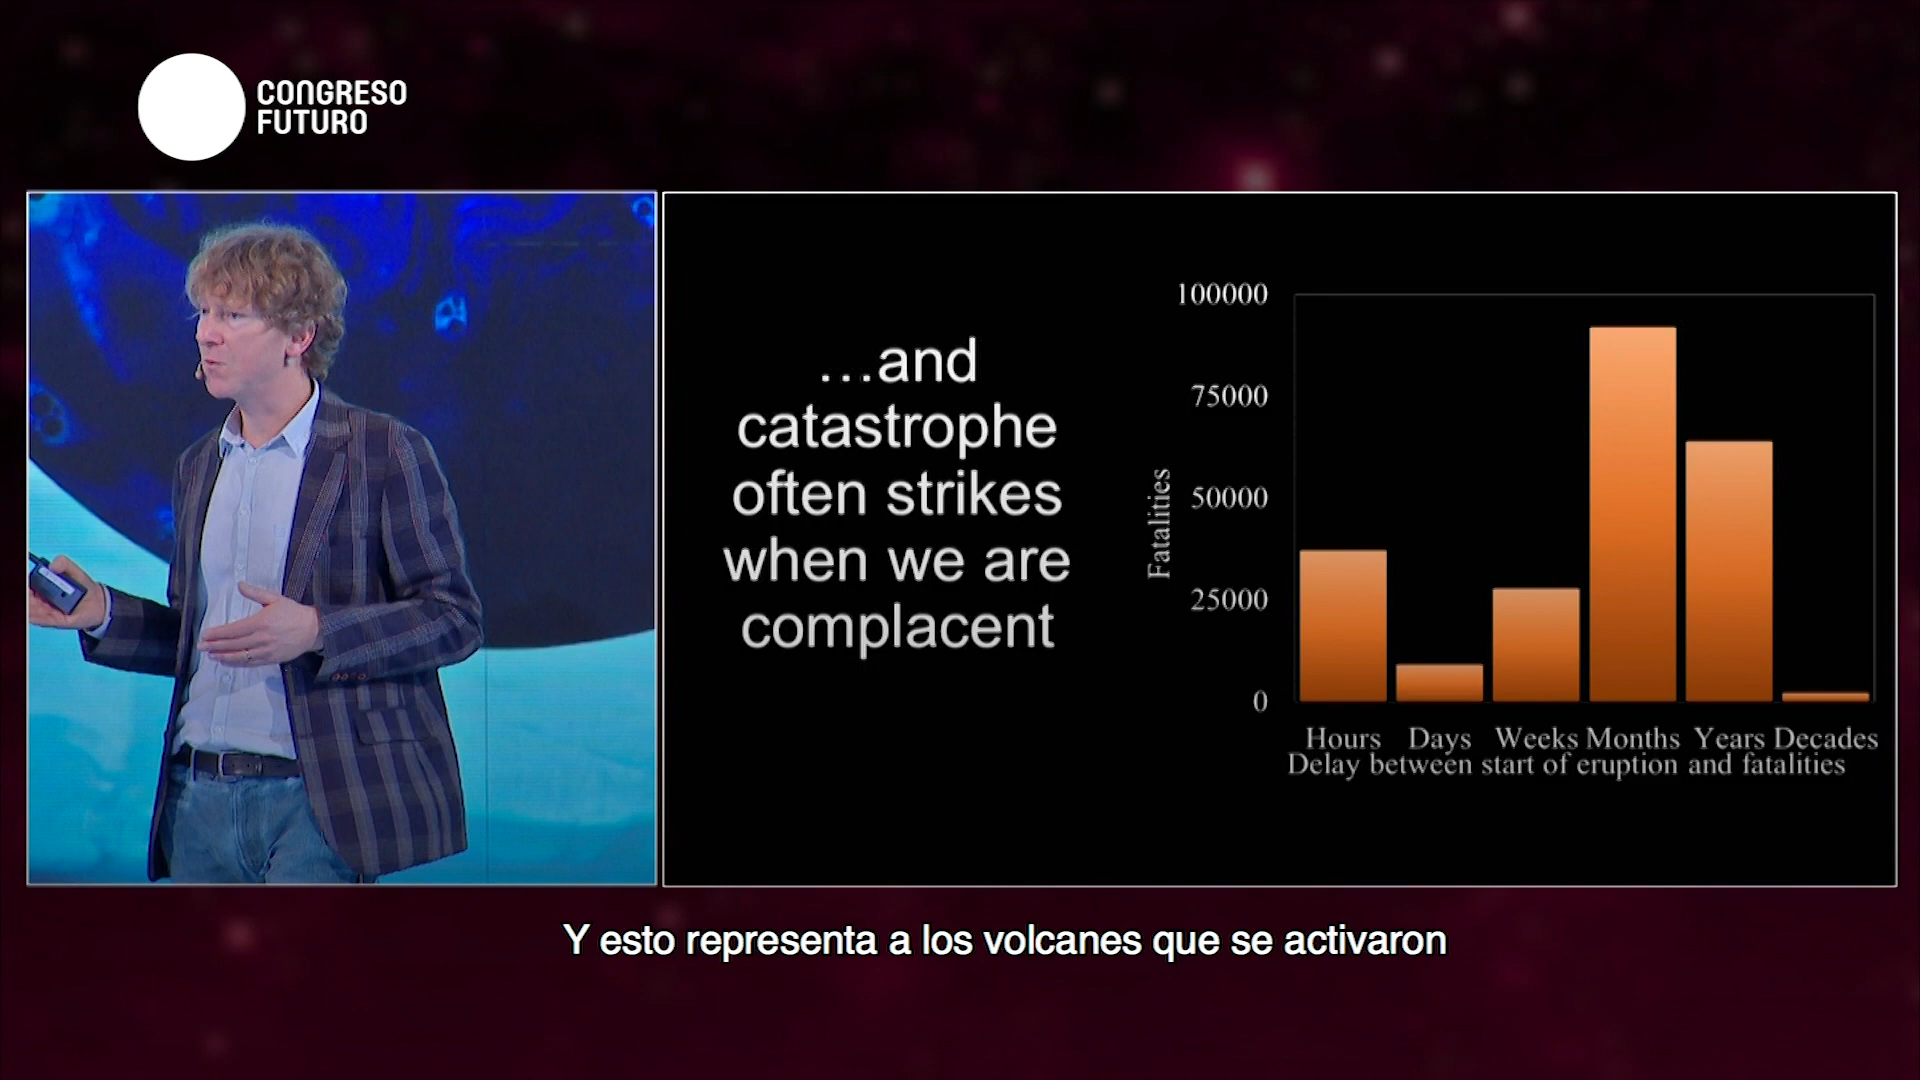 CONGRESO
FUTURO
…and
catastrophe
often strikes
when we are
complacent
100000
75000
50000
25000
0
Fatalities
Hours Days Weeks Months Years Decades
Delay between start of eruption and fatalities
Y esto representa a los volcanes que se activaron